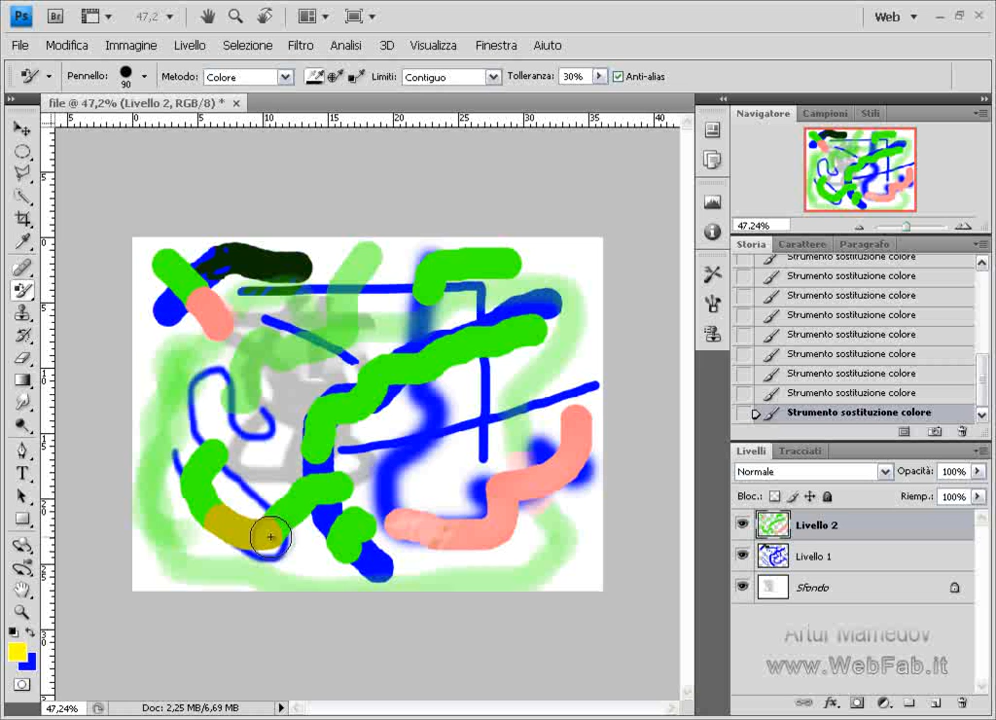 Ps Br 47,2 Web
File Modifica Immagine Livello Selezione Filtro Analisi 3D Visualizza Finestra Aiuto
Pennello: 90 Metodo: Colore Limiti: Contiguo Tolleranza: 30% Anti-alias
file @ 47,2% (Livello 2, RGB/8) *
5 0 5 10 15 20 25 30 35 40
Navigatore Campioni Stili
47.24%
Storia Carattere Paragrafo
Strumento sostituzione colore
Strumento sostituzione colore
Strumento sostituzione colore
Strumento sostituzione colore
Strumento sostituzione colore
Strumento sostituzione colore
Strumento sostituzione colore
Strumento sostituzione colore
Strumento sostituzione colore
Livelli Tracciati
Normale Opacità: 100%
Bloc.: Riemp.: 100%
Livello 2
Livello 1
Sfondo
Artur Mamedov
www.WebFab.it
47,24% Doc: 2,25 MB/6,69 MB